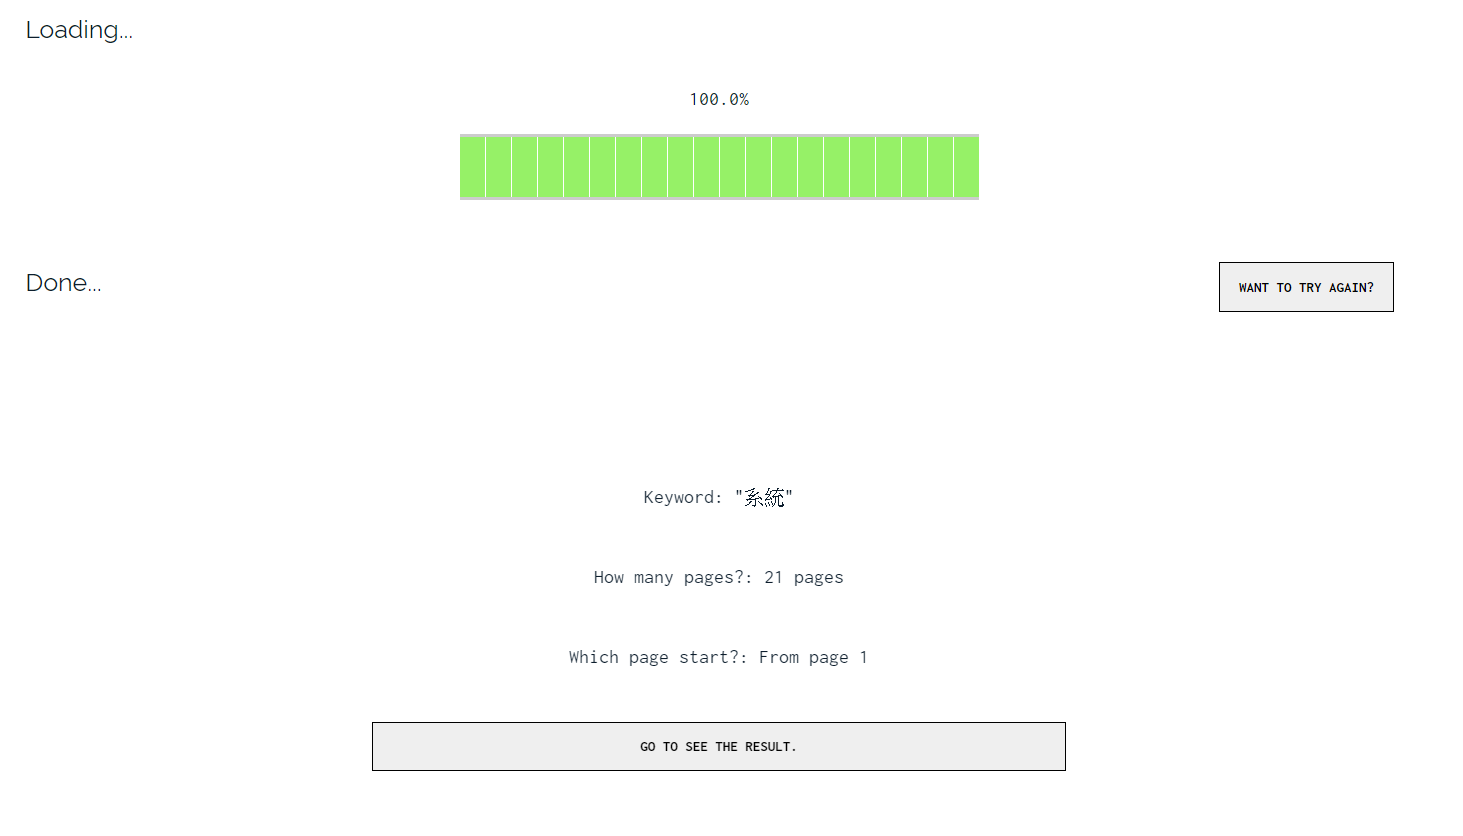 Loading...
100.0%
Done...
WANT TO TRY AGAIN?
Keyword: "系統"
How many pages?: 21 pages
Which page start?: From page 1
GO TO SEE THE RESULT.